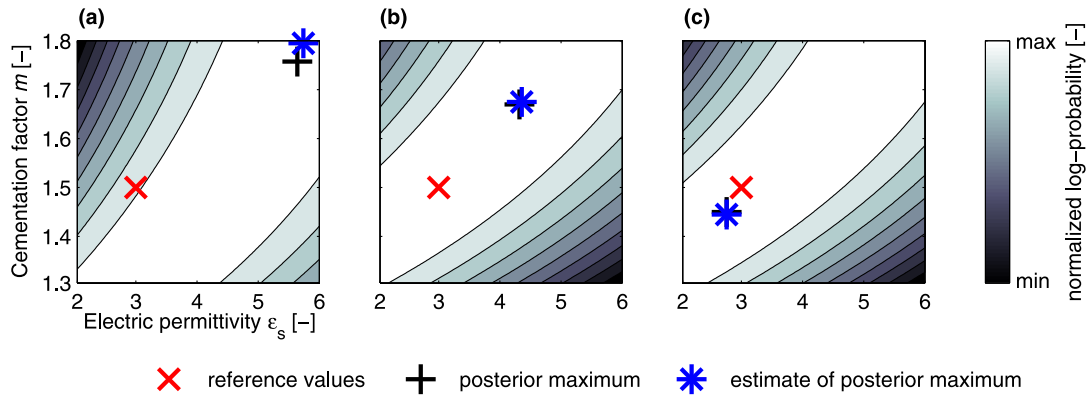 (a)
(b)
(c)
Cementation factor m [–]
1.8
1.7
1.6
1.5
1.4
1.3
2 3 4 5 6
2 3 4 5 6
2 3 4 5 6
Electric permittivity εs [–]
max
min
normalized log–probability [–]
reference values
posterior maximum
estimate of posterior maximum